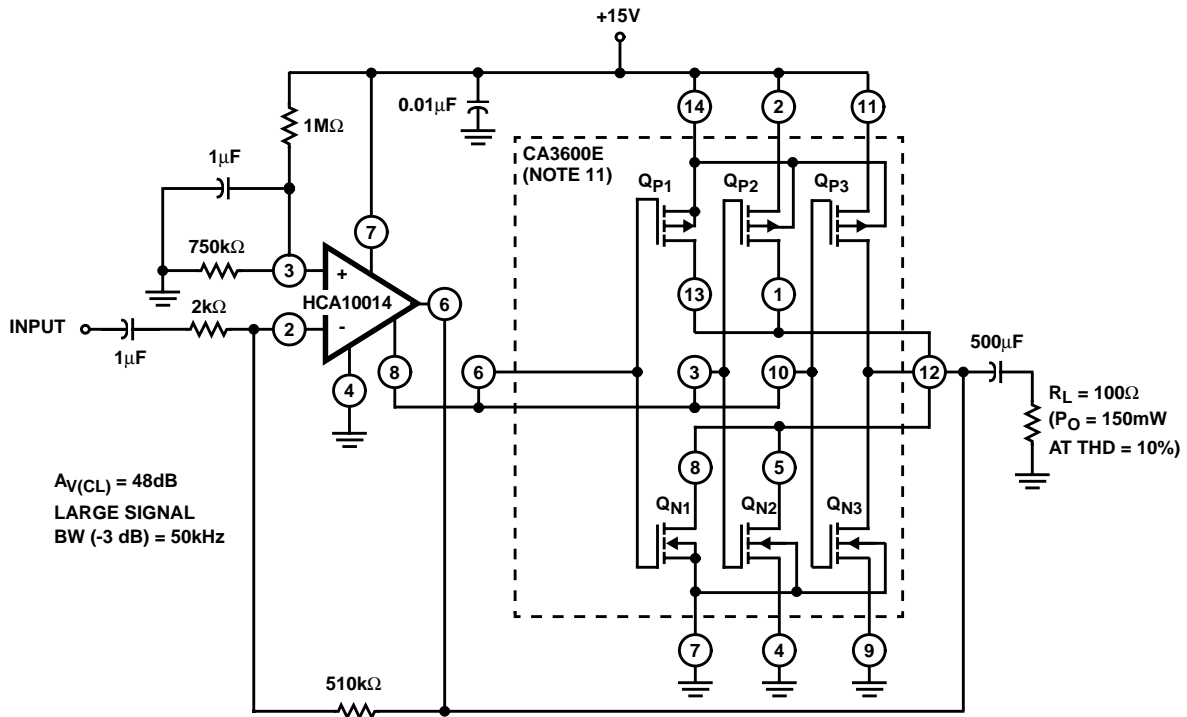 +15V
0.01µF
14
2
11
1MΩ
CA3600E
(NOTE 11)
1µF
QP1
QP2
QP3
7
750kΩ
3
+
13
1
HCA10014
6
2kΩ
INPUT
2
-
500µF
1µF
8
6
3
10
12
4
RL = 100Ω
(PO = 150mW
AT THD = 10%)
8
5
AV(CL) = 48dB
LARGE SIGNAL
BW (-3 dB) = 50kHz
QN1
QN2
QN3
7
4
9
510kΩ